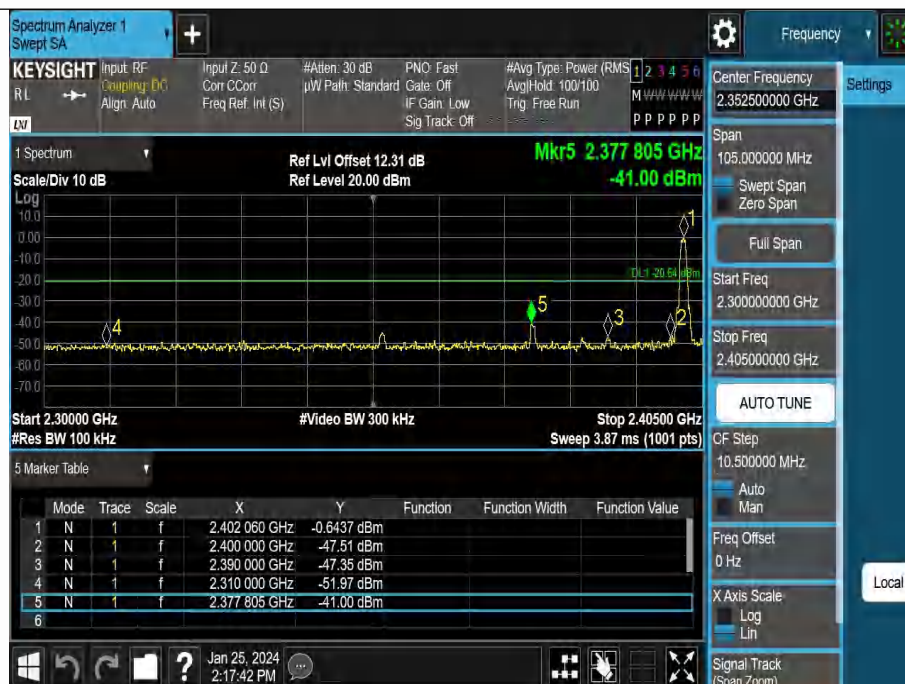 Spectrum Analyzer 1
Swept SA
Frequency
KEYSIGHT
RL
LXI
Input: RF
Coupling: DC
Align: Auto
Input Z: 50 Ω
Corr CCorr
Freq Ref: Int (S)
#Atten: 30 dB
µW Path: Standard
PNO: Fast
Gate: Off
IF Gain: Low
Sig Track: Off
#Avg Type: Power (RMS
Avg|Hold: 100/100
Trig: Free Run
1 2 3 4 5 6
M W W W W W
P P P P P P
1 Spectrum
Scale/Div 10 dB
Ref Lvl Offset 12.31 dB
Ref Level 20.00 dBm
Mkr5 2.377 805 GHz
-41.00 dBm
Log
10.0
0.00
-10.0
-20.0
-30.0
-40.0
-50.0
-60.0
-70.0
1
DL1 -20.64 dBm
5
3
2
4
Start 2.30000 GHz
#Video BW 300 kHz
Stop 2.40500 GHz
#Res BW 100 kHz
Sweep 3.87 ms (1001 pts)
5 Marker Table
Mode Trace Scale X Y Function Function Width Function Value
1 N 1 f 2.402 060 GHz -0.6437 dBm
2 N 1 f 2.400 000 GHz -47.51 dBm
3 N 1 f 2.390 000 GHz -47.35 dBm
4 N 1 f 2.310 000 GHz -51.97 dBm
5 N 1 f 2.377 805 GHz -41.00 dBm
6
Jan 25, 2024
2:17:42 PM
Center Frequency
2.352500000 GHz
Settings
Span
105.000000 MHz
Swept Span
Zero Span
Full Span
Start Freq
2.300000000 GHz
Stop Freq
2.405000000 GHz
AUTO TUNE
CF Step
10.500000 MHz
Auto
Man
Freq Offset
0 Hz
Local
X Axis Scale
Log
Lin
Signal Track
(Span Zoom)